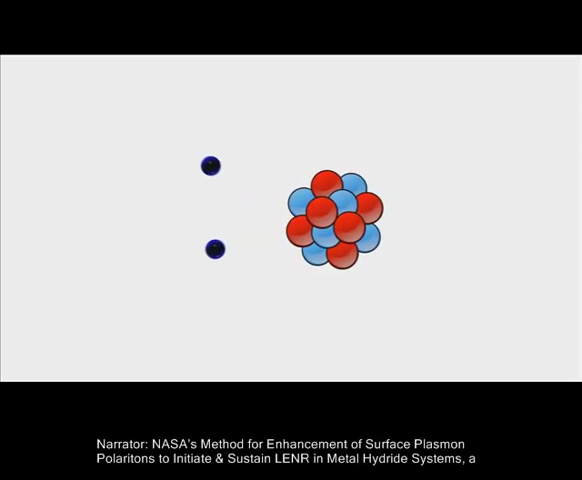 Narrator: NASA's Method for Enhancement of Surface Plasmon
Polaritons to Initiate & Sustain LENR in Metal Hydride Systems, a